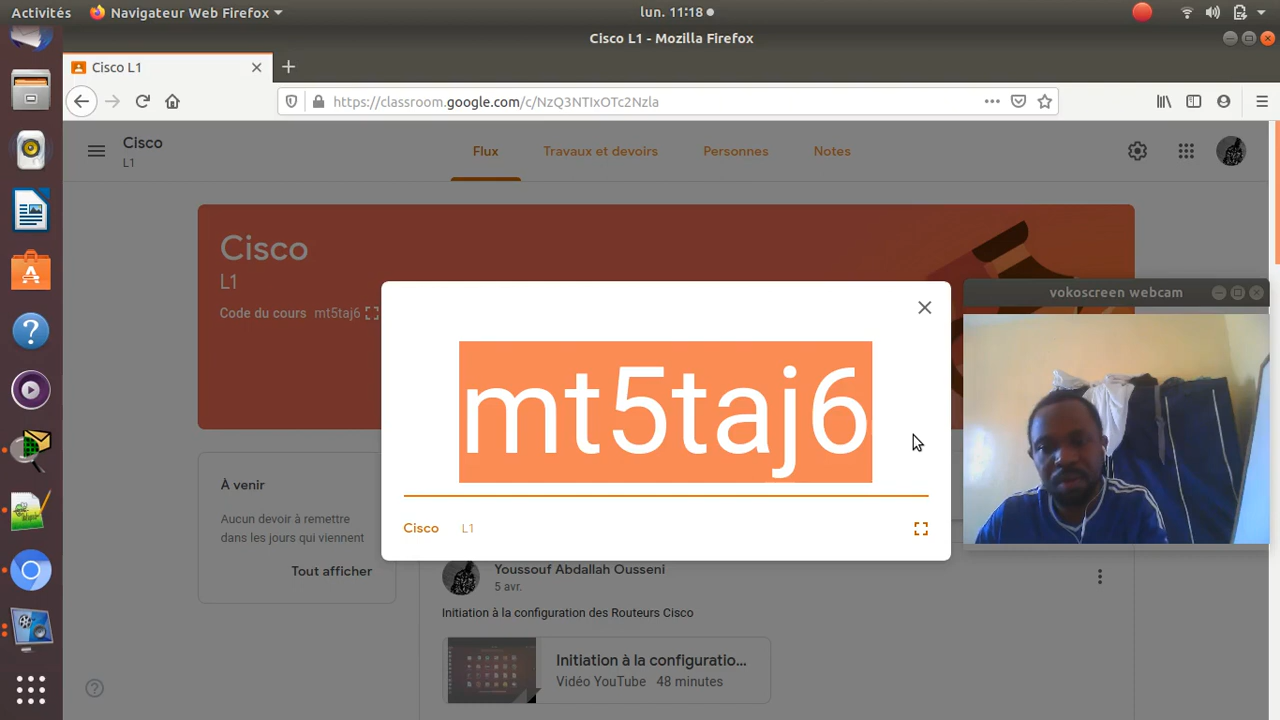 Activités
Navigateur Web Firefox
lun. 11:18
Cisco L1 - Mozilla Firefox
Cisco L1
https://classroom.google.com/c/NzQ3NTIxOTc2Nzla
Cisco
L1
Flux
Travaux et devoirs
Personnes
Notes
Cisco
L1
Code du cours mt5taj6
mt5taj6
Cisco L1
vokoscreen webcam
À venir
Aucun devoir à remettre
dans les jours qui viennent
Tout afficher
Youssouf Abdallah Ousseni
5 avr.
Initiation à la configuration des Routeurs Cisco
Initiation à la configuratio...
Vidéo YouTube 48 minutes